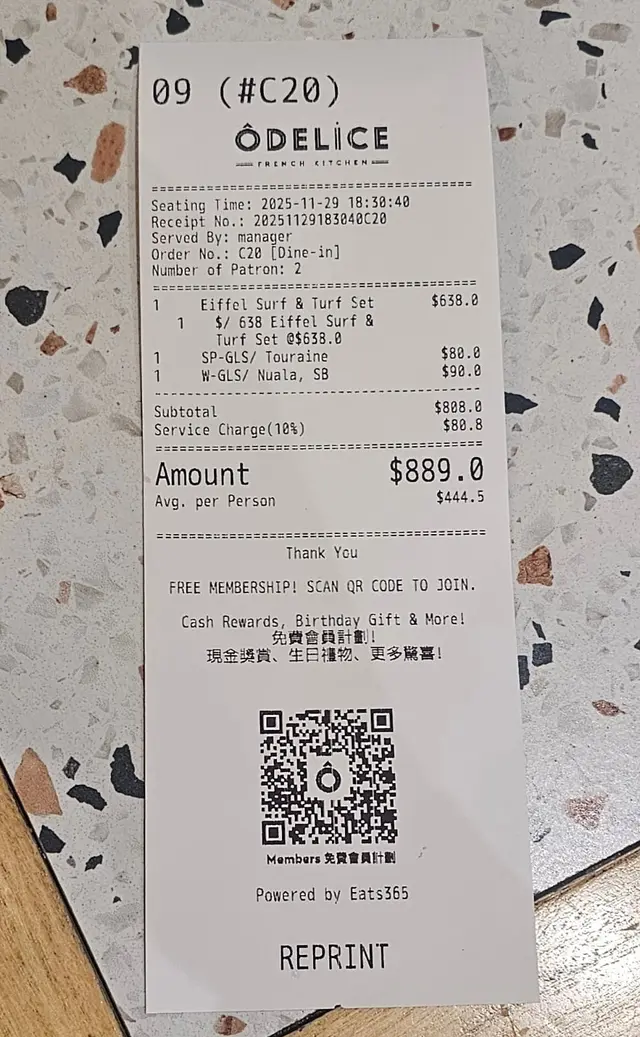 09 (#C20)
ÔDELİCE
FRENCH KITCHEN
Seating Time: 2025-11-29 18:30:40
Receipt No.: 20251129183040C20
Served By: manager
Order No.: C20 [Dine-in]
Number of Patron: 2
1 Eiffel Surf & Turf Set $638.0
1 $/ 638 Eiffel Surf &
Turf Set @$638.0
1 SP-GLS/ Touraine $80.0
1 W-GLS/ Nuala, SB $90.0
Subtotal $808.0
Service Charge(10%) $80.8
Amount $889.0
Avg. per Person $444.5
Thank You
FREE MEMBERSHIP! SCAN QR CODE TO JOIN.
Cash Rewards, Birthday Gift & More!
免費會員計劃!
現金獎賞、生日禮物、更多驚喜!
Ô
Members 免費會員計劃
Powered by Eats365
REPRINT